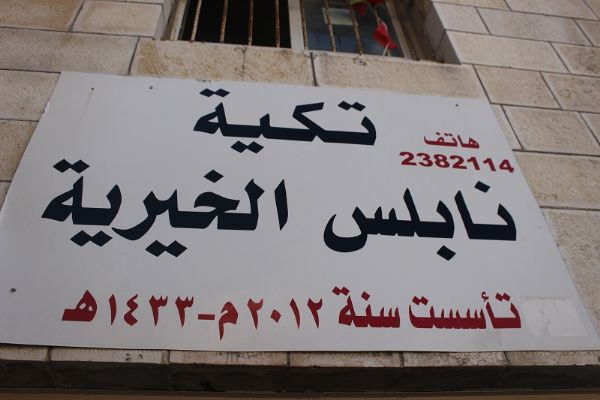 تكية
هاتف
2382114
نابلس الخيرية
تأسست سنة ٢٠١٢م-١٤٣٣هـ